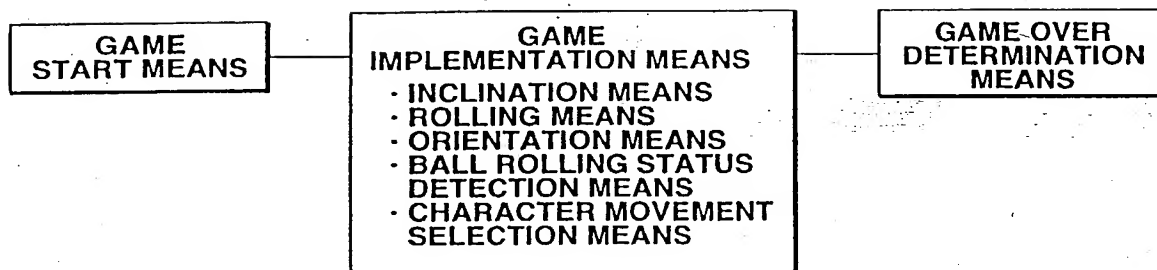 GAME
START MEANS
GAME
IMPLEMENTATION MEANS
· INCLINATION MEANS
· ROLLING MEANS
· ORIENTATION MEANS
· BALL ROLLING STATUS
DETECTION MEANS
· CHARACTER MOVEMENT
SELECTION MEANS
GAME OVER
DETERMINATION
MEANS